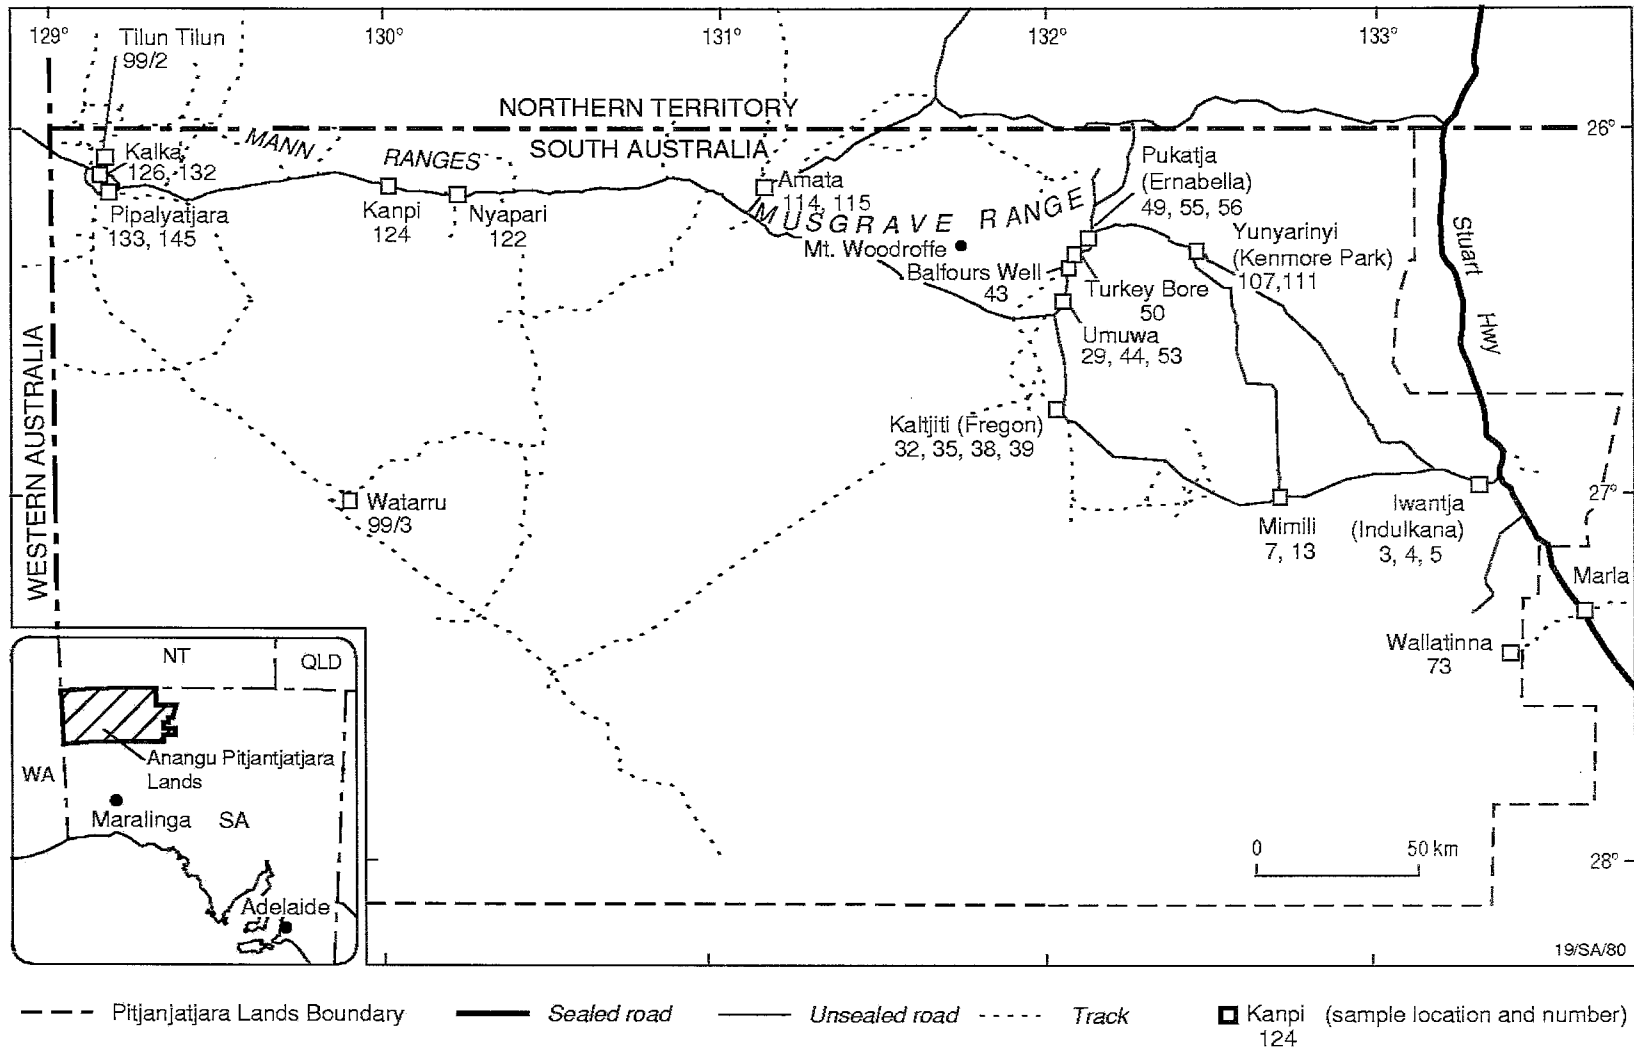 129°
130°
131°
132°
133°
Tilun Tilun
99/2
NORTHERN TERRITORY
SOUTH AUSTRALIA
26°
MANN RANGES
Kalka
126, 132
Pipalyatjara
133, 145
Kanpi
124
Nyapari
122
Amata
114, 115
MUSGRAVE RANGE
Mt. Woodroffe
Pukatja
(Ernabella)
49, 55, 56
Yunyarinyi
(Kenmore Park)
107,111
Balfours Well
43
Turkey Bore
50
Umuwa
29, 44, 53
Stuart Hwy
WESTERN AUSTRALIA
Kaltjiti (Fregon)
32, 35, 38, 39
Watarru
99/3
Mimili
7, 13
Iwantja
(Indulkana)
3, 4, 5
27°
Marla
Wallatinna
73
NT
QLD
Anangu Pitjantjatjara
Lands
WA
Maralinga
SA
Adelaide
0 50 km
28°
19/SA/80
Pitjanjatjara Lands Boundary
Sealed road
Unsealed road
Track
Kanpi (sample location and number)
124